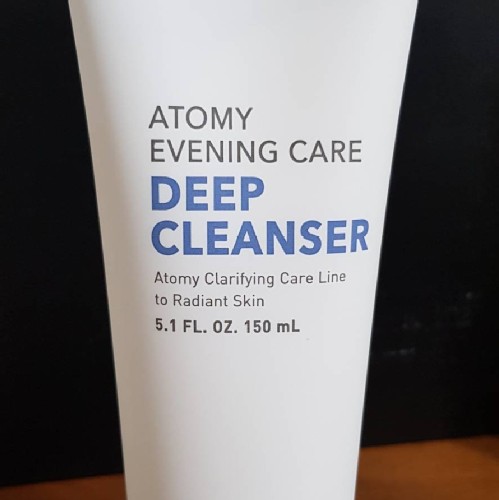 ATOMY
EVENING CARE
DEEP
CLEANSER
Atomy Clarifying Care Line
to Radiant Skin
5.1 FL. OZ. 150 mL